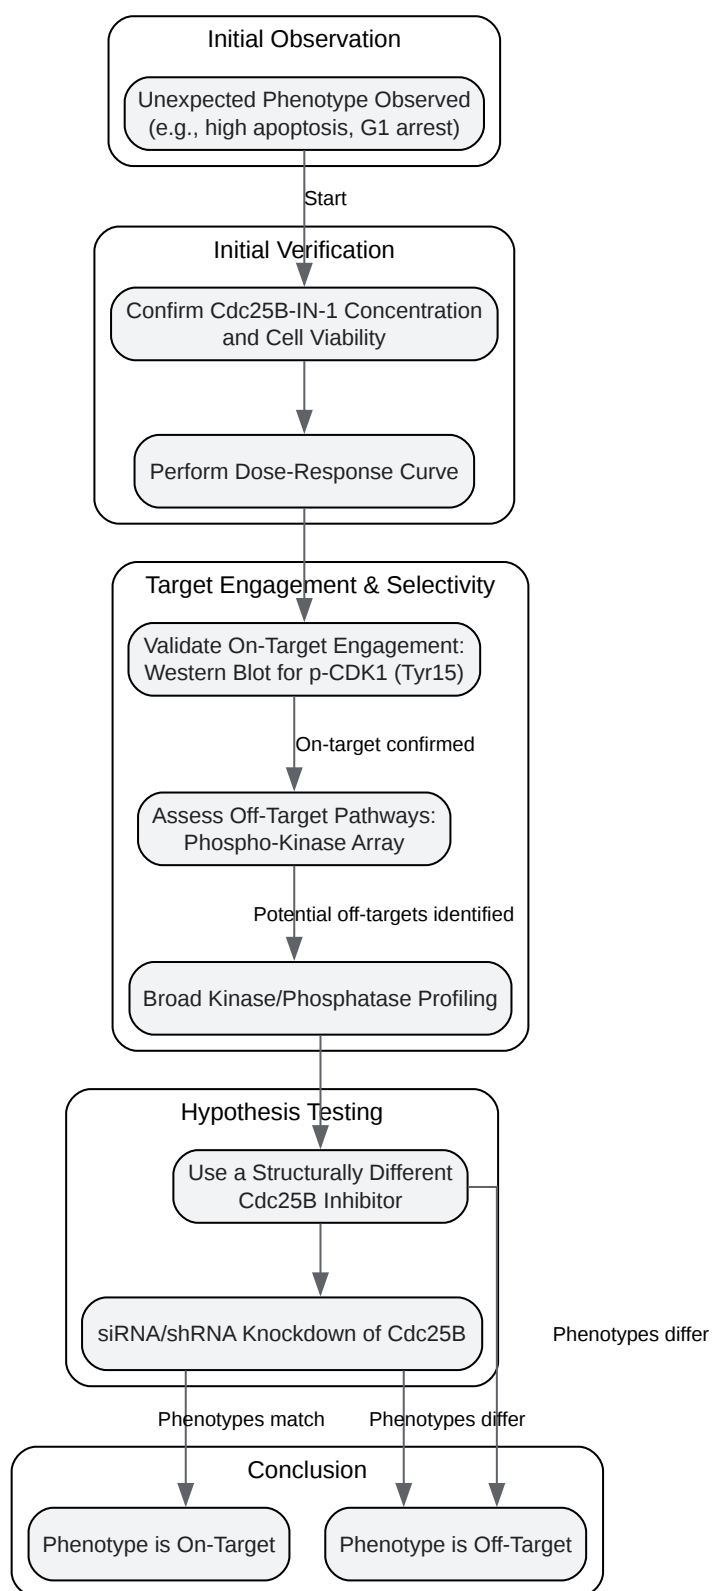 Initial Observation
Unexpected Phenotype Observed
(e.g., high apoptosis, G1 arrest)
Start
Initial Verification
Confirm Cdc25B-IN-1 Concentration
and Cell Viability
Perform Dose-Response Curve
Target Engagement & Selectivity
Validate On-Target Engagement:
Western Blot for p-CDK1 (Tyr15)
On-target confirmed
Assess Off-Target Pathways:
Phospho-Kinase Array
Potential off-targets identified
Broad Kinase/Phosphatase Profiling
Hypothesis Testing
Use a Structurally Different
Cdc25B Inhibitor
siRNA/shRNA Knockdown of Cdc25B
Phenotypes differ
Phenotypes match
Phenotypes differ
Conclusion
Phenotype is On-Target
Phenotype is Off-Target